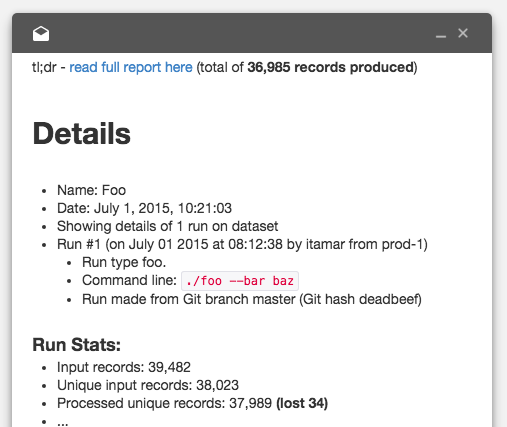 tl;dr - read full report here (total of 36,985 records produced)
Details
Name: Foo
Date: July 1, 2015, 10:21:03
Showing details of 1 run on dataset
Run #1 (on July 01 2015 at 08:12:38 by itamar from prod-1)
Run type foo.
Command line: ./foo --bar baz
Run made from Git branch master (Git hash deadbeef)
Run Stats:
Input records: 39,482
Unique input records: 38,023
Processed unique records: 37,989 (lost 34)
...